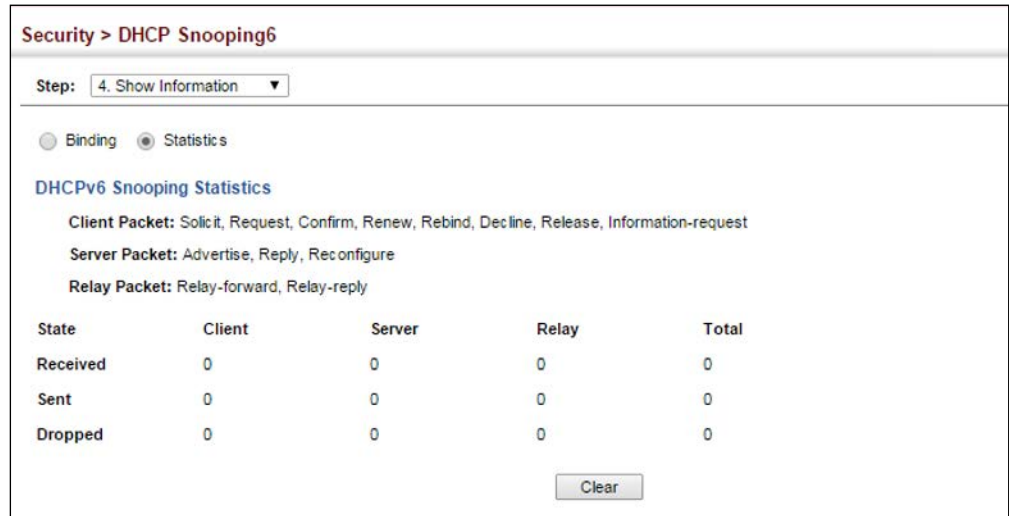 Security > DHCP Snooping6
Step: 4. Show Information
Binding Statistics
DHCPv6 Snooping Statistics
Client Packet: Solicit, Request, Confirm, Renew, Rebind, Decline, Release, Information-request
Server Packet: Advertise, Reply, Reconfigure
Relay Packet: Relay-forward, Relay-reply
State Client Server Relay Total
Received 0 0 0 0
Sent 0 0 0 0
Dropped 0 0 0 0
Clear